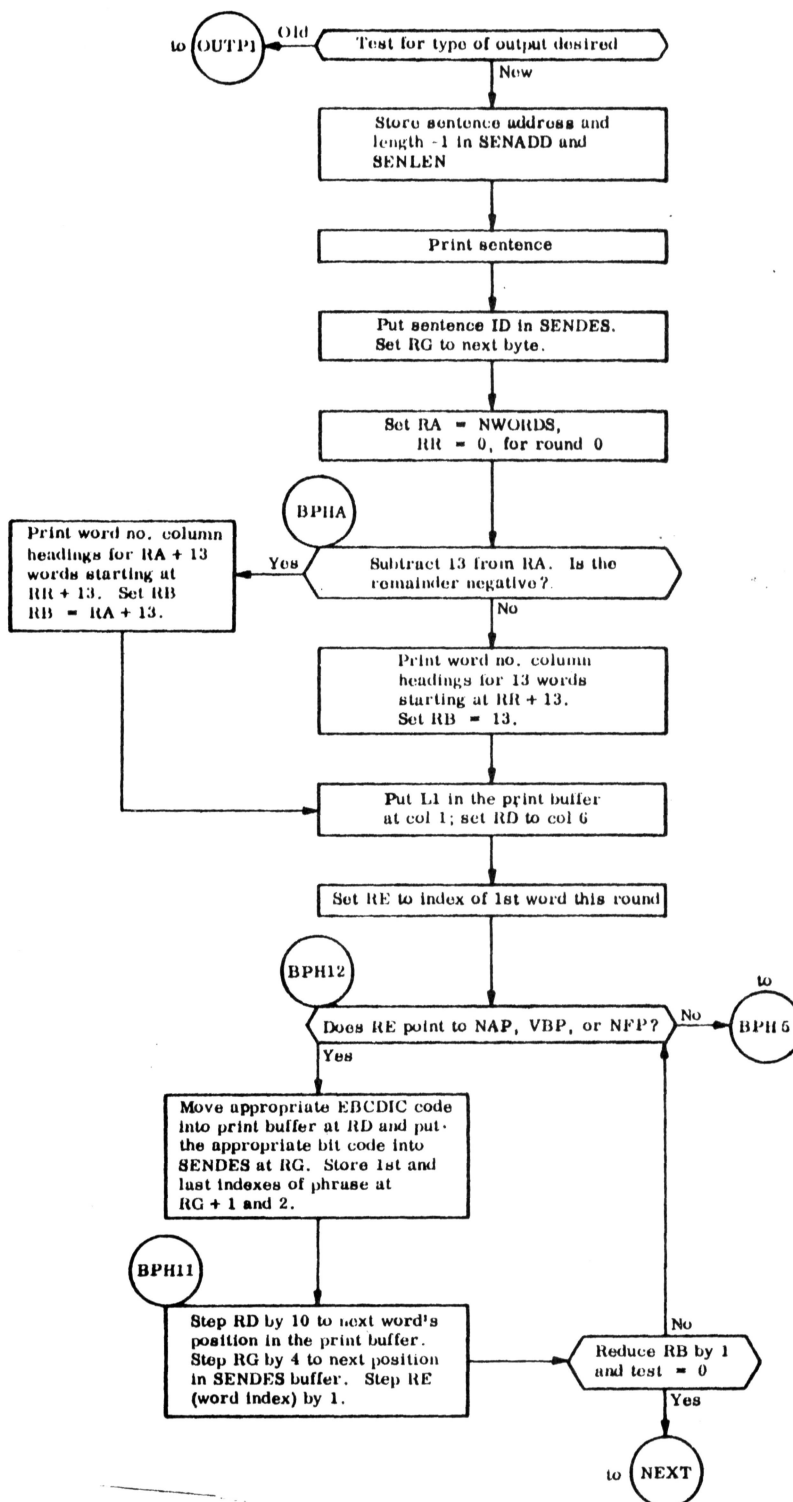 to OUTP1 Old Test for type of output desired
New
Store sentence address and
length -1 in SENADD and
SENLEN
Print sentence
Put sentence ID in SENDES.
Set RG to next byte.
Set RA = NWORDS,
RR = 0, for round 0
BPHA
Print word no. column
headings for RA + 13
words starting at
RR + 13. Set RB
RB = RA + 13.
Yes
Subtract 13 from RA. Is the
remainder negative?
No
Print word no. column
headings for 13 words
starting at RR + 13.
Set RB = 13.
Put L1 in the print buffer
at col 1; set RD to col 6
Set RE to index of 1st word this round
BPH12
Does RE point to NAP, VBP, or NFP?
No
to
BPH5
Yes
Move appropriate EBCDIC code
into print buffer at RD and put
the appropriate bit code into
SENDES at RG. Store 1st and
last indexes of phrase at
RG + 1 and 2.
BPH11
Step RD by 10 to next word's
position in the print buffer.
Step RG by 4 to next position
in SENDES buffer. Step RE
(word index) by 1.
No
Reduce RB by 1
and test = 0
Yes
to NEXT